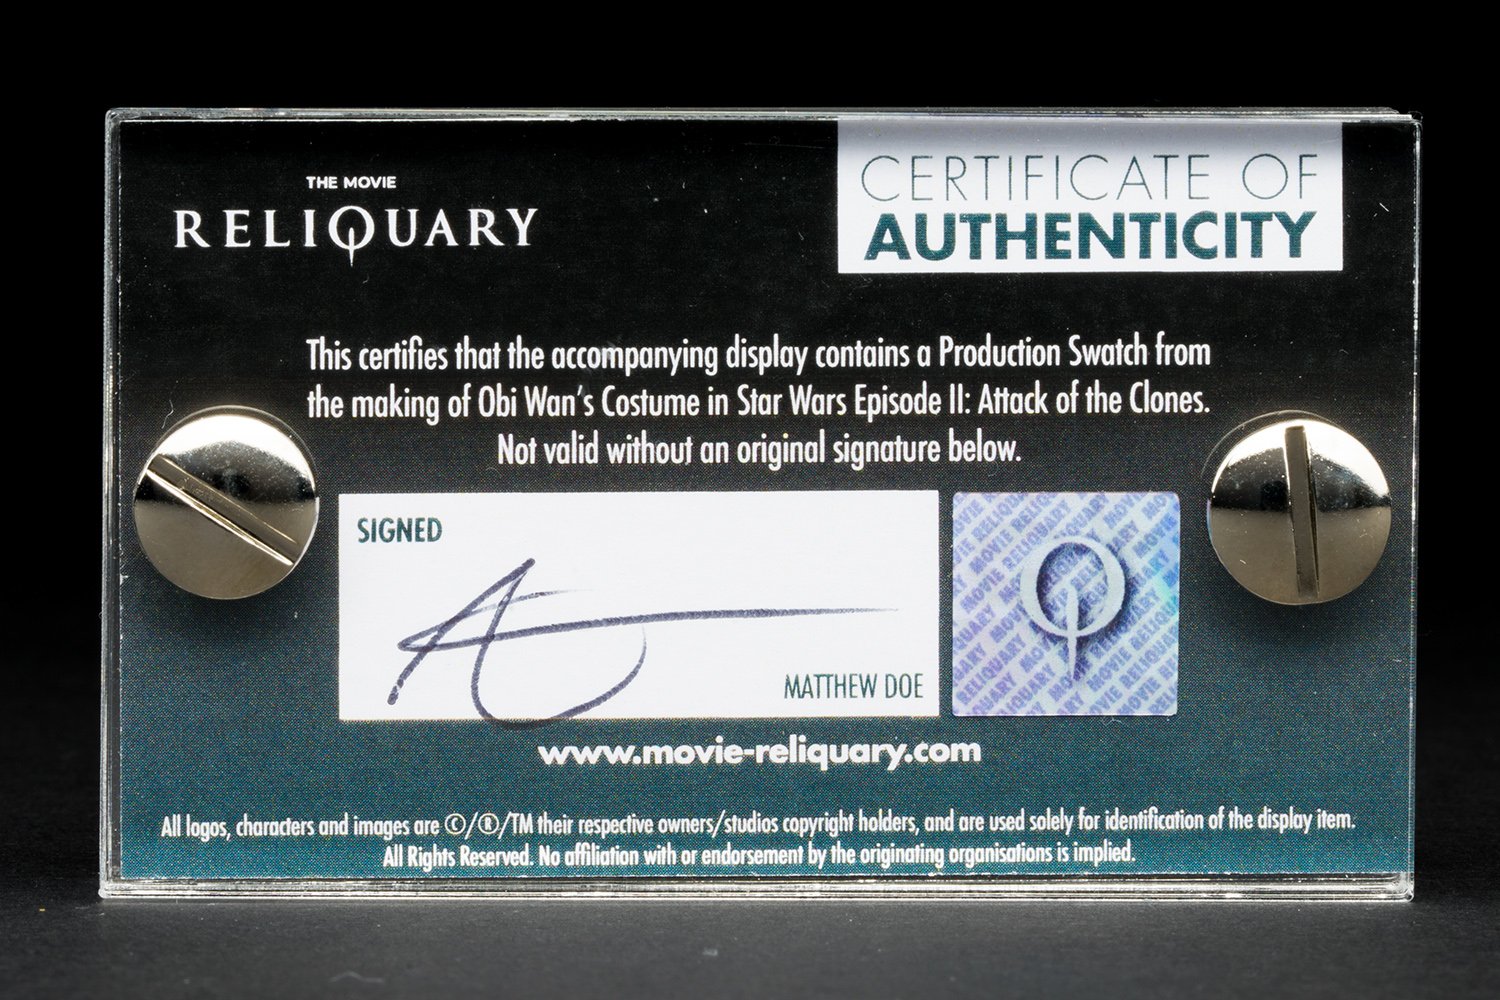 THE MOVIE
RELIQUARY
CERTIFICATE OF
AUTHENTICITY
This certifies that the accompanying display contains a Production Swatch from
the making of Obi Wan's Costume in Star Wars Episode II: Attack of the Clones.
Not valid without an original signature below.
SIGNED
MATTHEW DOE
MOVIE RELIQUARY
www.movie-reliquary.com
All logos, characters and images are ©/®/TM their respective owners/studios copyright holders, and are used solely for identification of the display item.
All Rights Reserved. No affiliation with or endorsement by the originating organisations is implied.